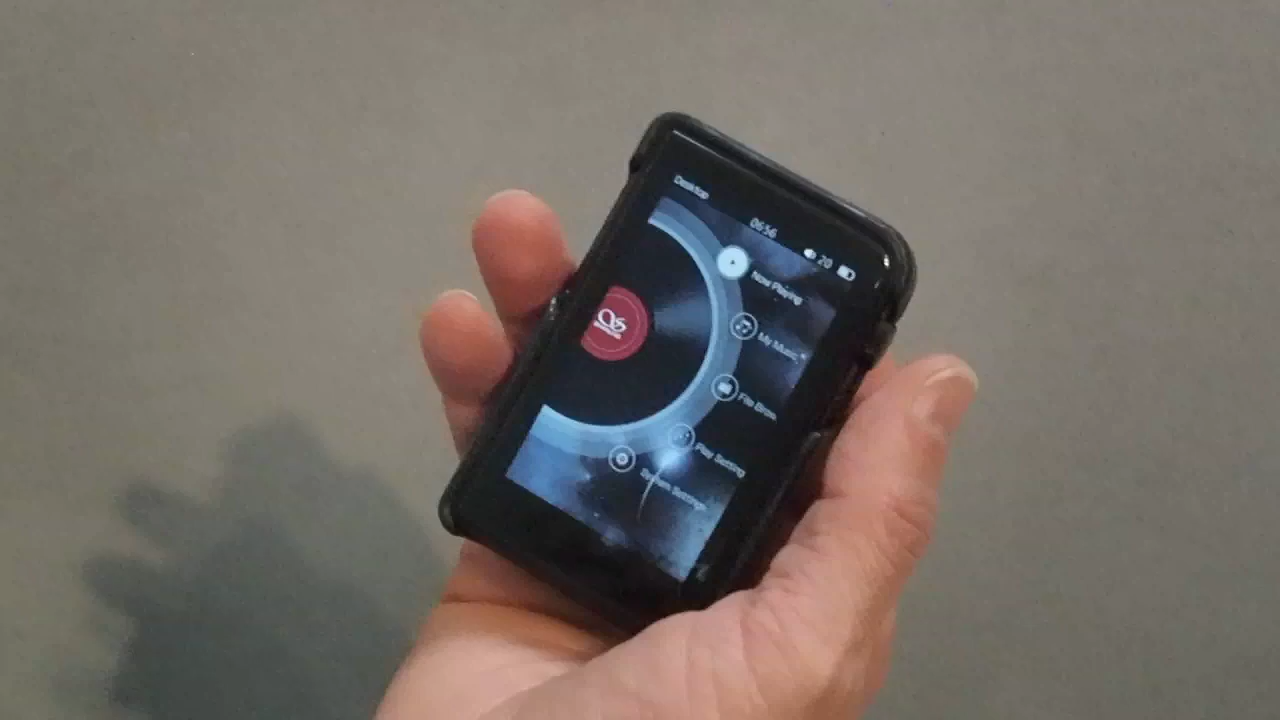 Desktop
06:56
20
Now Playing
My Music
File Brow.
Play Setting
System Settings